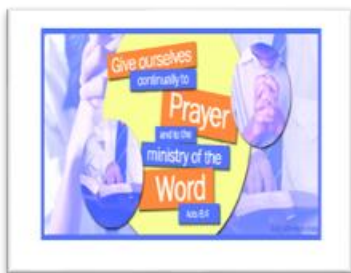 Give ourselves
continually to
Prayer
and to the
ministry of the
Word
Acts 6:4